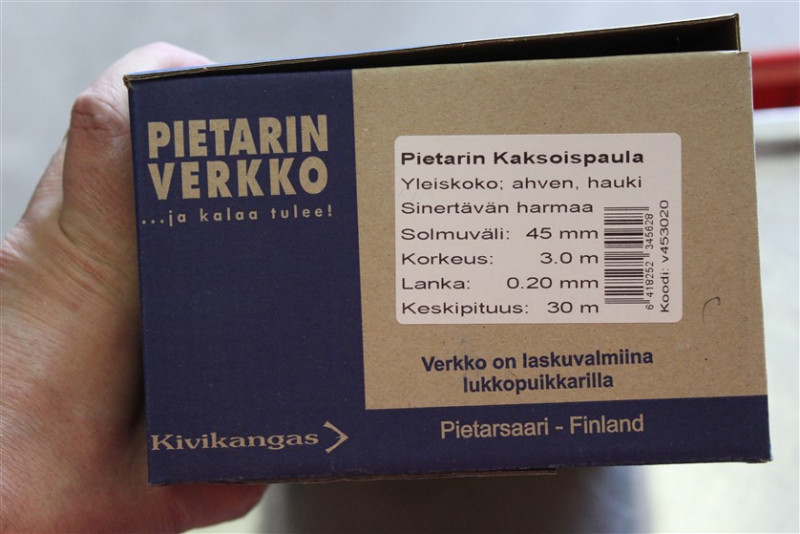 PIETARIN
VERKKO
...ja kalaa tulee!
Pietarin Kaksoispaula
Yleiskoko; ahven, hauki
Sinertävän harmaa
Solmuväli: 45 mm
Korkeus: 3.0 m
Lanka: 0.20 mm
Keskipituus: 30 m
6 418252 345628
Koodi: v453020
Verkko on laskuvalmiina
lukkopuikkarilla
Kivikangas
Pietarsaari - Finland